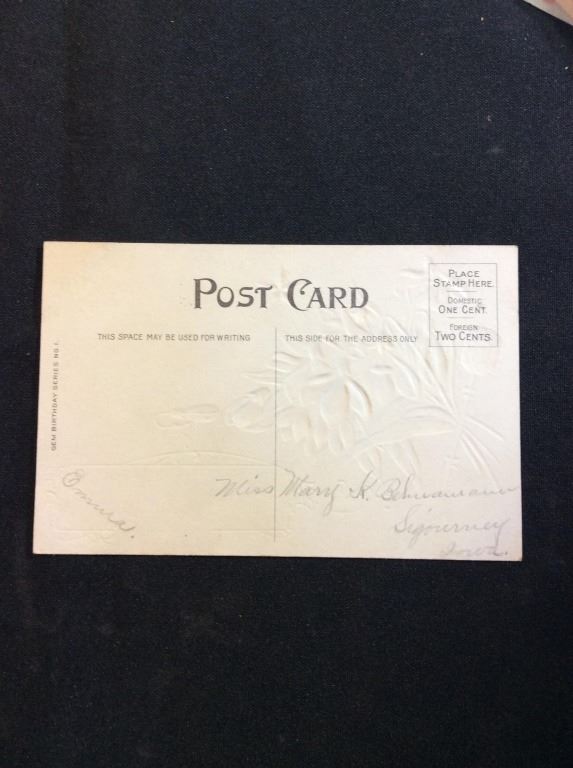 POST CARD
PLACE
STAMP HERE.
DOMESTIC
ONE CENT
FOREIGN
TWO CENTS
THIS SPACE MAY BE USED FOR WRITING
THIS SIDE FOR THE ADDRESS ONLY
GEM BIRTHDAY SERIES NO. 1.
Miss Mary K.
Sigourney
Iowa.